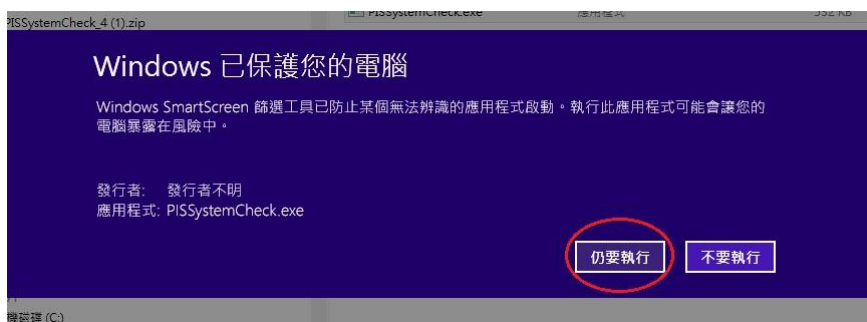 PISSystemCheck_4 (1).zip
PISSystemCheck.exe 應用程式 332 KB
Windows 已保護您的電腦
Windows SmartScreen 篩選工具已防止某個無法辨識的應用程式啟動。執行此應用程式可能會讓您的
電腦暴露在風險中。
發行者: 發行者不明
應用程式: PISSystemCheck.exe
仍要執行 不要執行
機磁碟 (C:)